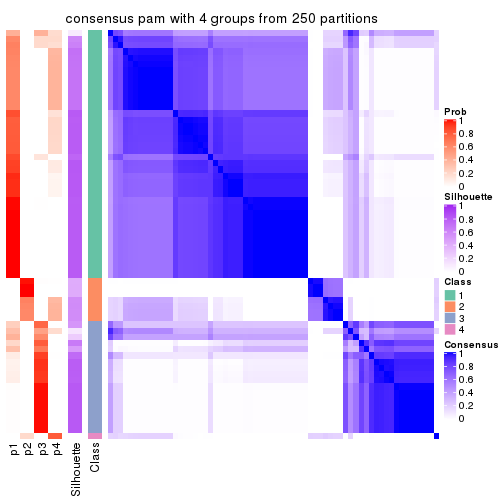 consensus pam with 4 groups from 250 partitions
Prob
1
0.8
0.6
0.4
0.2
0
Silhouette
1
0.8
0.6
0.4
0.2
0
Class
1
2
3
4
Consensus
1
0.8
0.6
0.4
0.2
0
p1
p2
p3
p4
Silhouette
Class